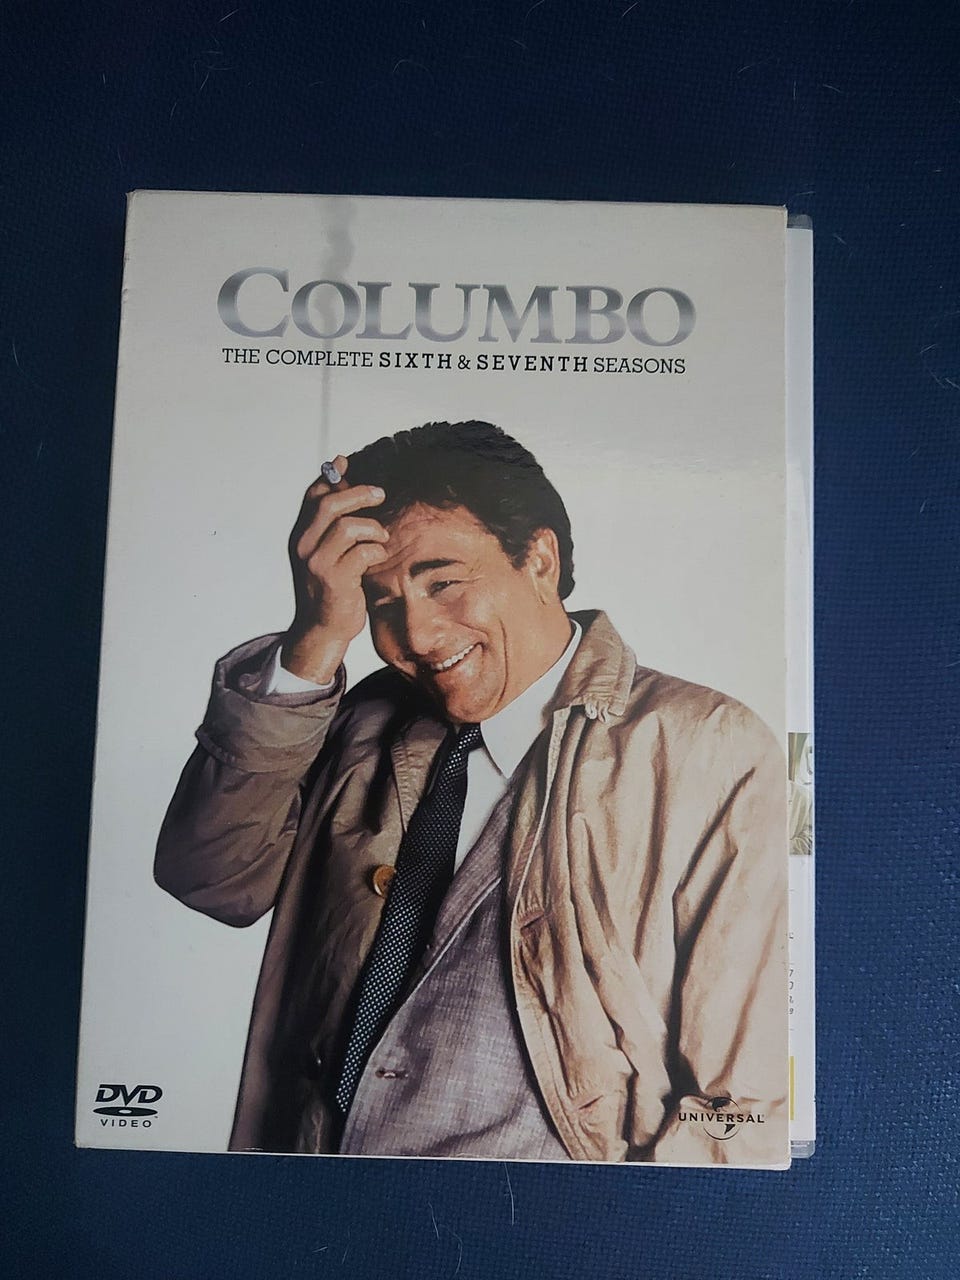 COLUMBO
THE COMPLETE SIXTH & SEVENTH SEASONS
DVD
VIDEO
UNIVERSAL